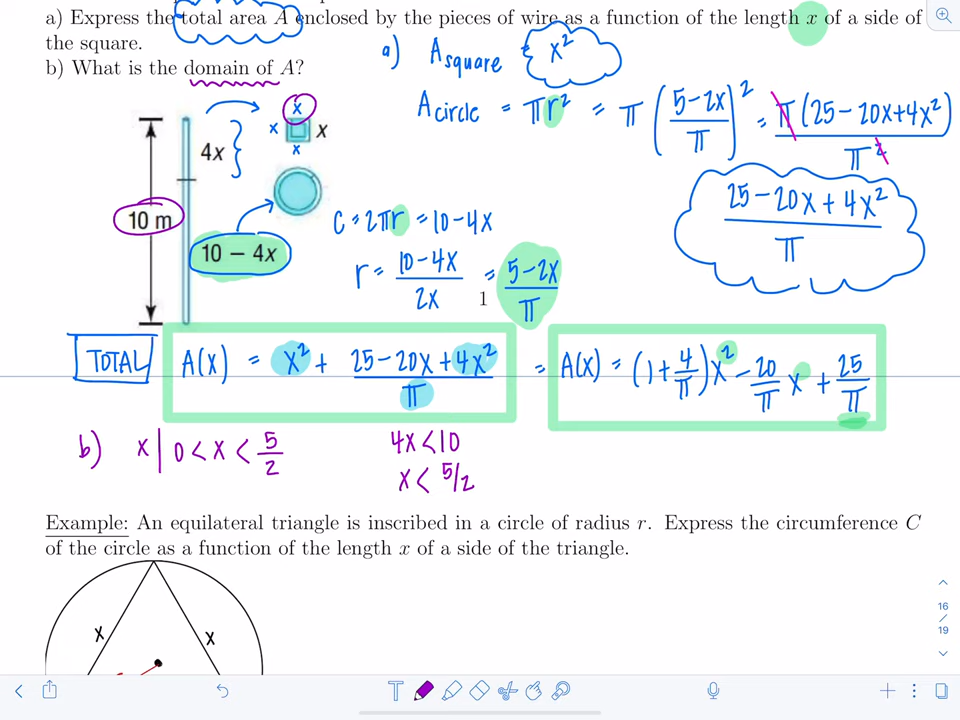 a) Express the total area A enclosed by the pieces of wire as a function of the length x of a side of
the square.
b) What is the domain of A?
a) A square = x²
A circle = πr² = π((5-2x)/π)² = π(25-20x+4x²)/π²
(25-20x+4x²)/π
x
x x
x
4x
10 m
10 − 4x
C = 2πr = 10-4x
r = (10-4x)/2x = (5-2x)/π
1
TOTAL A(x) = x² + (25-20x+4x²)/π = A(x) = (1+4/π)x² - 20/π x + 25/π
b) x | 0 < x < 5/2
4x < 10
x < 5/2
Example: An equilateral triangle is inscribed in a circle of radius r. Express the circumference C
of the circle as a function of the length x of a side of the triangle.
x x
16
/
19
T